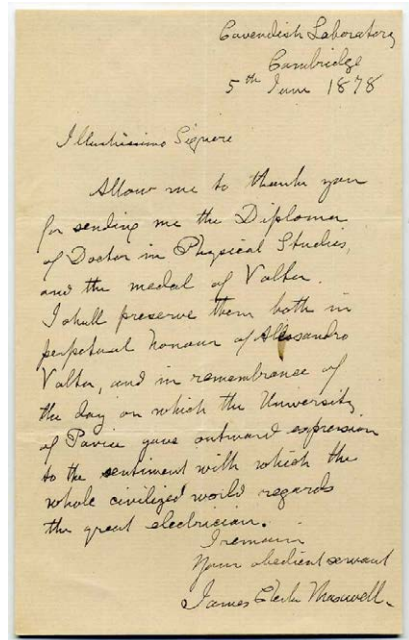 Cavendish Laboratory
Cambridge
5th June 1878
Illustrissimo Signore
Allow me to thank you
for sending me the Diploma
of Doctor in Physical Studies,
and the medal of Volta.
I shall preserve them both in
perpetual honour of Alessandro
Volta, and in remembrance of
the day on which the University
of Pavia gave outward expression
to the sentiment with which the
whole civilized world regards
the great electrician.
I remain
Your obedient servant
James Clerk Maxwell.